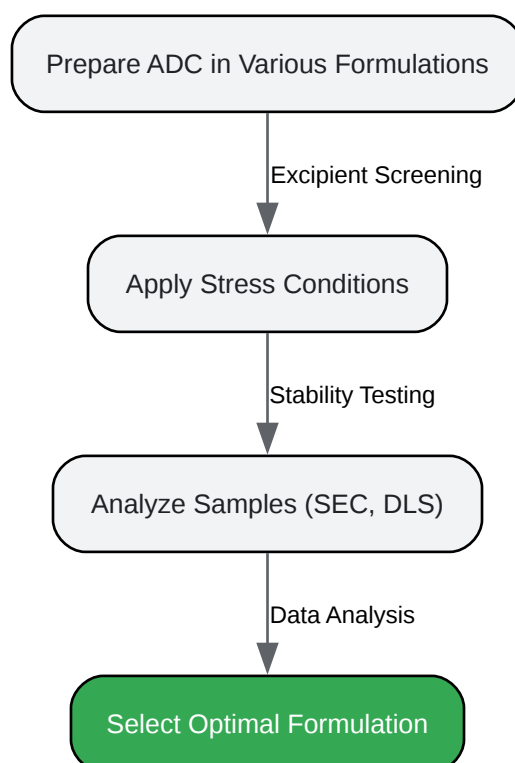 Prepare ADC in Various Formulations
Excipient Screening
Apply Stress Conditions
Stability Testing
Analyze Samples (SEC, DLS)
Data Analysis
Select Optimal Formulation